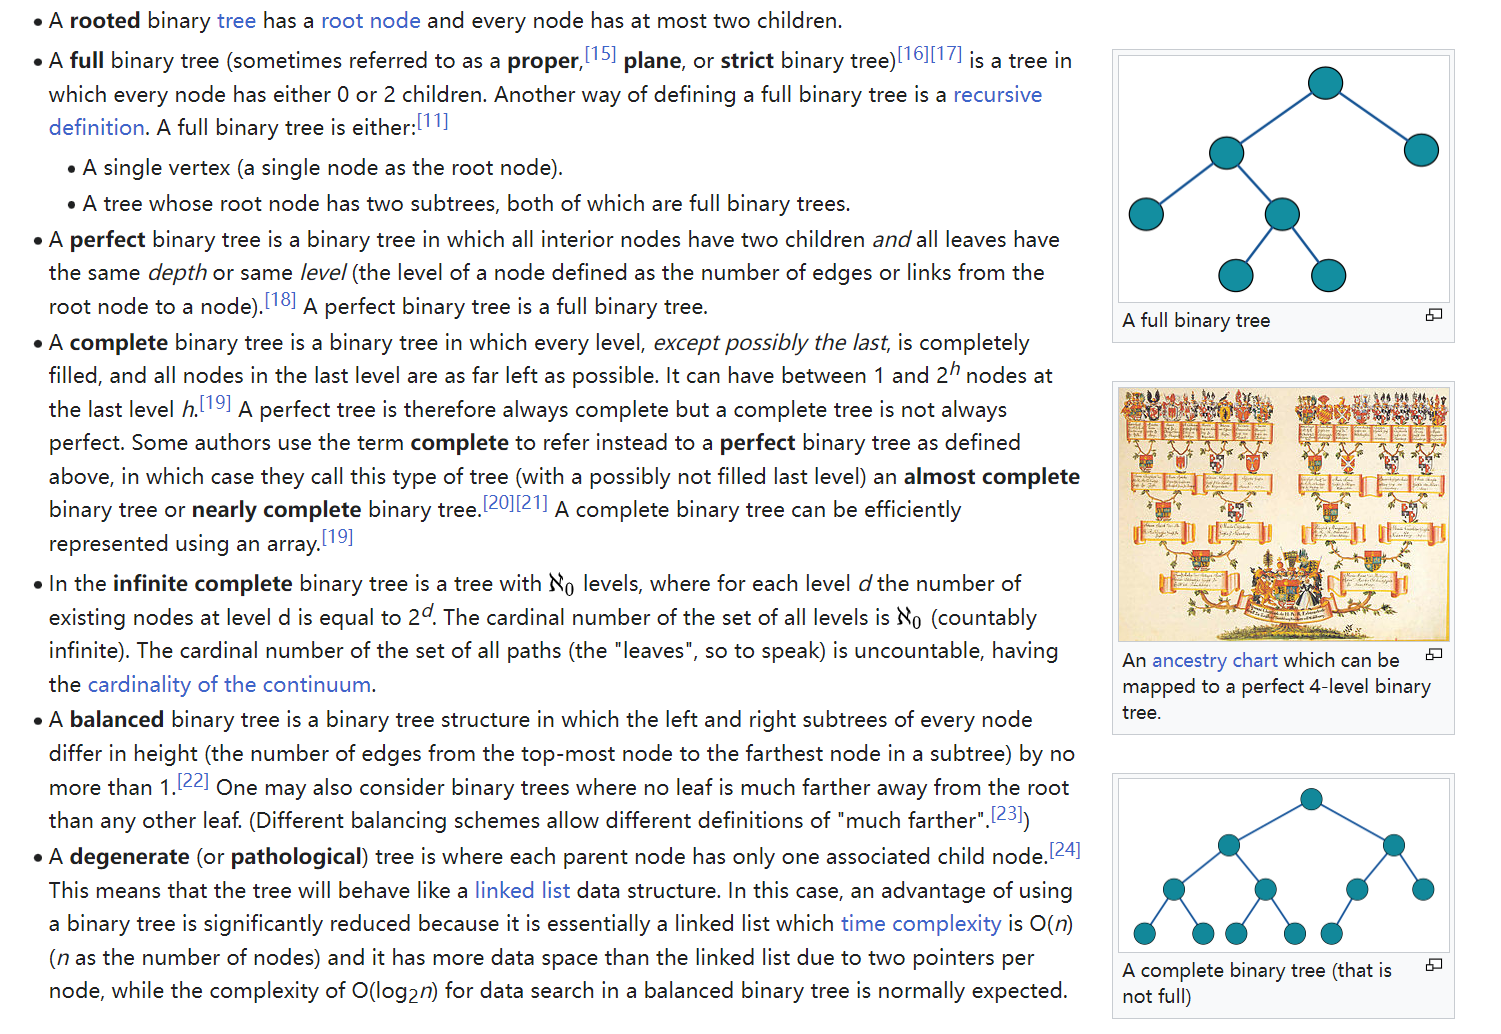 • A rooted binary tree has a root node and every node has at most two children.
• A full binary tree (sometimes referred to as a proper,[15] plane, or strict binary tree)[16][17] is a tree in
which every node has either 0 or 2 children. Another way of defining a full binary tree is a recursive
definition. A full binary tree is either:[11]
• A single vertex (a single node as the root node).
• A tree whose root node has two subtrees, both of which are full binary trees.
• A perfect binary tree is a binary tree in which all interior nodes have two children and all leaves have
the same depth or same level (the level of a node defined as the number of edges or links from the
root node to a node).[18] A perfect binary tree is a full binary tree.
• A complete binary tree is a binary tree in which every level, except possibly the last, is completely
filled, and all nodes in the last level are as far left as possible. It can have between 1 and 2^h nodes at
the last level h.[19] A perfect tree is therefore always complete but a complete tree is not always
perfect. Some authors use the term complete to refer instead to a perfect binary tree as defined
above, in which case they call this type of tree (with a possibly not filled last level) an almost complete
binary tree or nearly complete binary tree.[20][21] A complete binary tree can be efficiently
represented using an array.[19]
• In the infinite complete binary tree is a tree with ℵ₀ levels, where for each level d the number of
existing nodes at level d is equal to 2^d. The cardinal number of the set of all levels is ℵ₀ (countably
infinite). The cardinal number of the set of all paths (the "leaves", so to speak) is uncountable, having
the cardinality of the continuum.
• A balanced binary tree is a binary tree structure in which the left and right subtrees of every node
differ in height (the number of edges from the top-most node to the farthest node in a subtree) by no
more than 1.[22] One may also consider binary trees where no leaf is much farther away from the root
than any other leaf. (Different balancing schemes allow different definitions of "much farther".[23])
• A degenerate (or pathological) tree is where each parent node has only one associated child node.[24]
This means that the tree will behave like a linked list data structure. In this case, an advantage of using
a binary tree is significantly reduced because it is essentially a linked list which time complexity is O(n)
(n as the number of nodes) and it has more data space than the linked list due to two pointers per
node, while the complexity of O(log₂n) for data search in a balanced binary tree is normally expected.
A full binary tree
An ancestry chart which can be
mapped to a perfect 4-level binary
tree.
A complete binary tree (that is
not full)